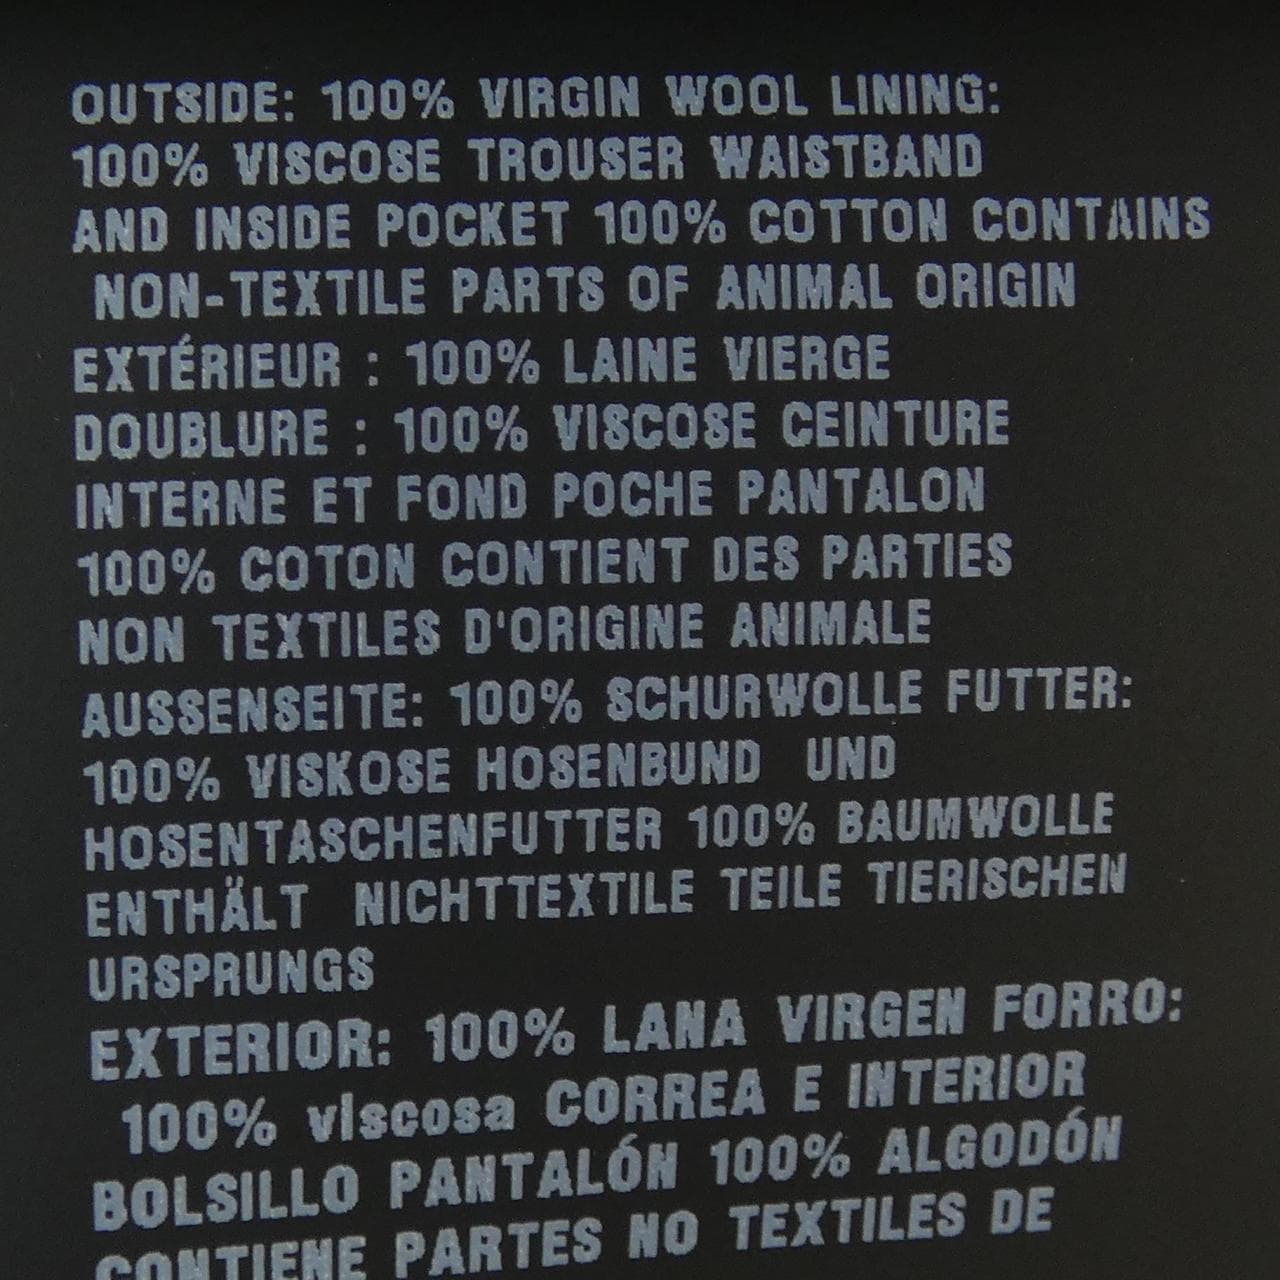 OUTSIDE: 100% VIRGIN WOOL LINING:
100% VISCOSE TROUSER WAISTBAND
AND INSIDE POCKET 100% COTTON CONTAINS
NON-TEXTILE PARTS OF ANIMAL ORIGIN
EXTÉRIEUR : 100% LAINE VIERGE
DOUBLURE : 100% VISCOSE CEINTURE
INTERNE ET FOND POCHE PANTALON
100% COTON CONTIENT DES PARTIES
NON TEXTILES D'ORIGINE ANIMALE
AUSSENSEITE: 100% SCHURWOLLE FUTTER:
100% VISKOSE HOSENBUND UND
HOSENTASCHENFUTTER 100% BAUMWOLLE
ENTHÄLT NICHTTEXTILE TEILE TIERISCHEN
URSPRUNGS
EXTERIOR: 100% LANA VIRGEN FORRO:
100% viscosa CORREA E INTERIOR
BOLSILLO PANTALÓN 100% ALGODÓN
CONTIENE PARTES NO TEXTILES DE